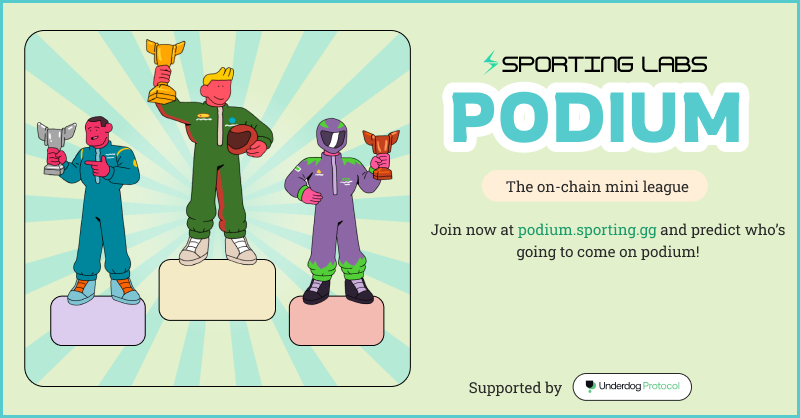 SPORTING LABS
PODIUM
The on-chain mini league
Join now at podium.sporting.gg and predict who's
going to come on podium!
Supported by Underdog Protocol